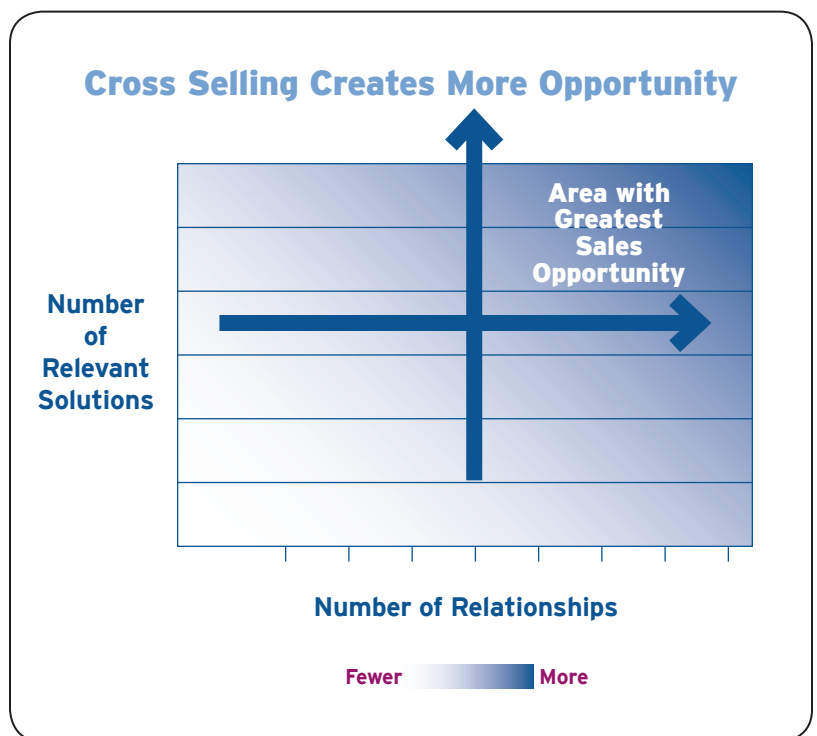 Cross Selling Creates More Opportunity
Area with
Greatest
Sales
Opportunity
Number
of
Relevant
Solutions
Number of Relationships
Fewer
More